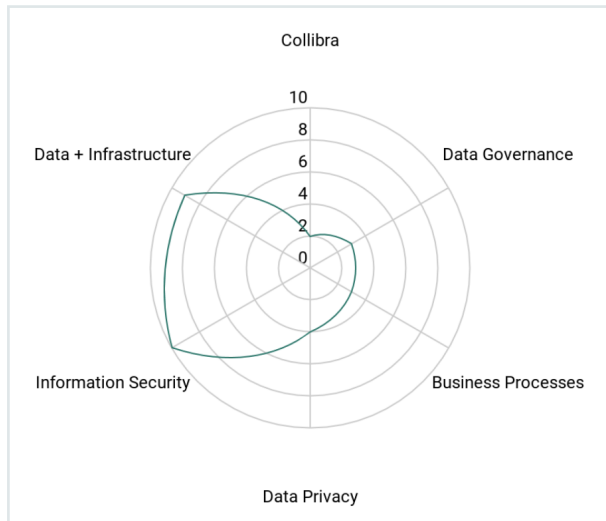 Collibra
10
8
6
4
2
0
Data + Infrastructure
Data Governance
Information Security
Business Processes
Data Privacy